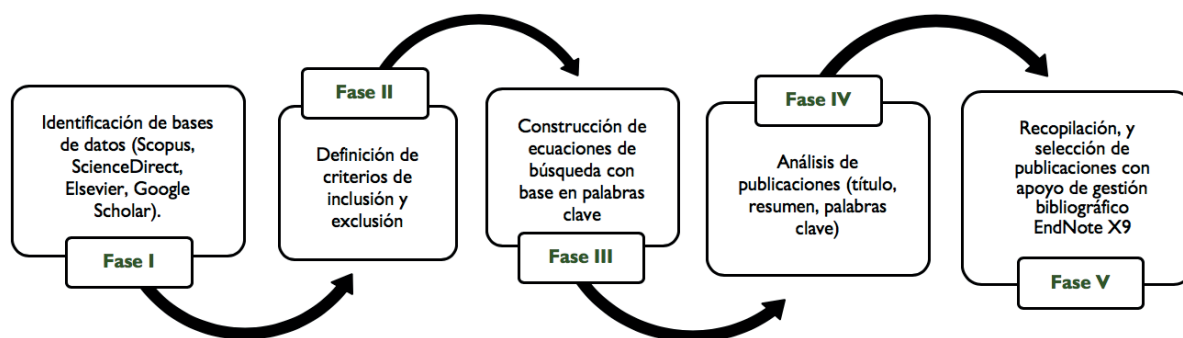 Identificación de bases
de datos (Scopus,
ScienceDirect,
Elsevier, Google
Scholar).
Fase I
Fase II
Definición de
criterios de
inclusión y
exclusión
Construcción de
ecuaciones de
búsqueda con
base en palabras
clave
Fase III
Fase IV
Análisis de
publicaciones (título,
resumen, palabras
clave)
Recopilación, y
selección de
publicaciones con
apoyo de gestión
bibliográfico
EndNote X9
Fase V